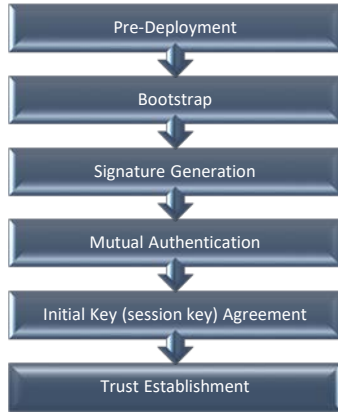 Pre-Deployment
Bootstrap
Signature Generation
Mutual Authentication
Initial Key (session key) Agreement
Trust Establishment